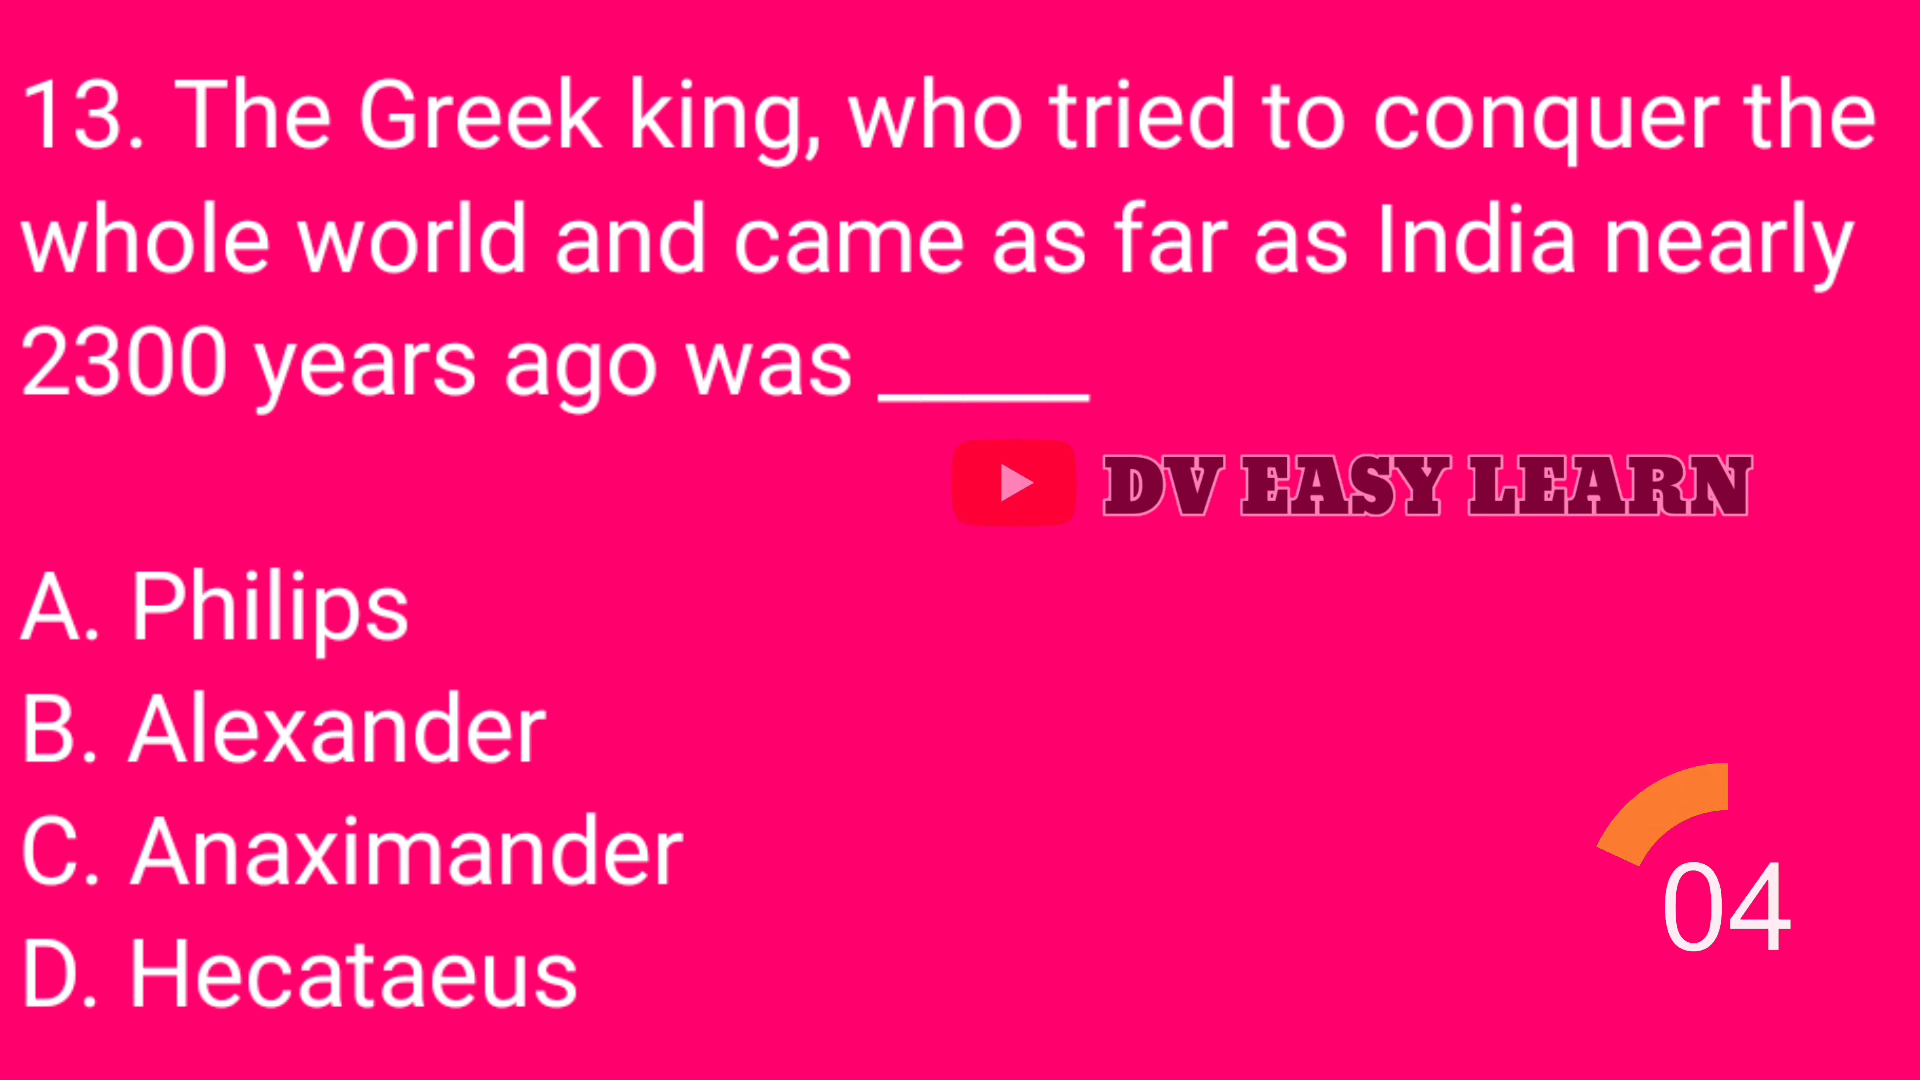 13. The Greek king, who tried to conquer the
whole world and came as far as India nearly
2300 years ago was _____
DV EASY LEARN
A. Philips
B. Alexander
C. Anaximander
D. Hecataeus
04